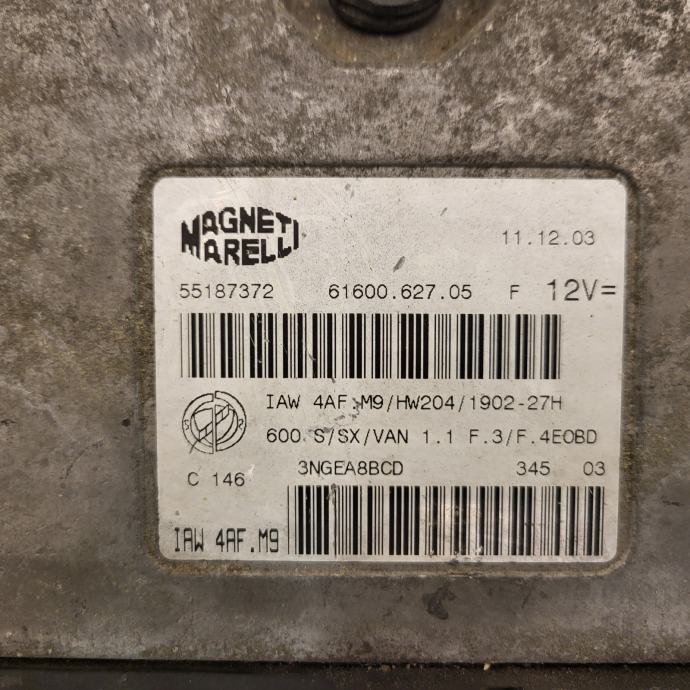 MAGNETI
MARELLI
11.12.03
55187372 61600.627.05 F 12V=
IAW 4AF.M9/HW204/1902-27H
600 S/SX/VAN 1.1 F.3/F.4EOBD
C 146 3NGEA8BCD 345 03
IAW 4AF.M9